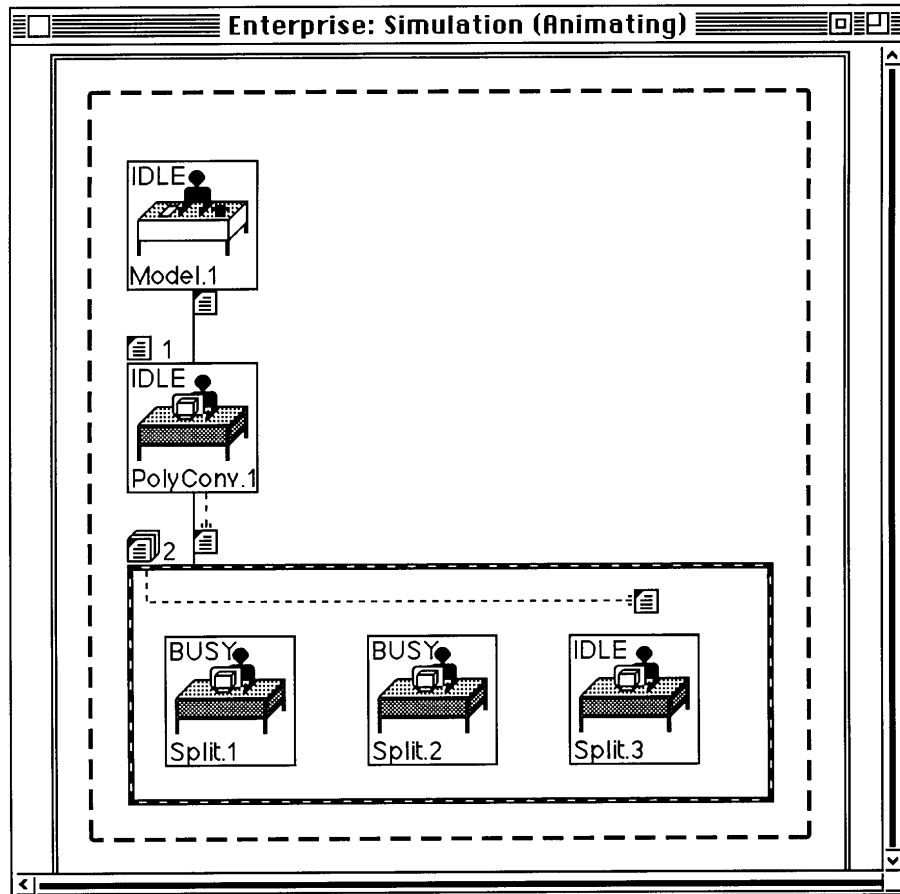 Enterprise: Simulation (Animating)
IDLE
Model.1
1
IDLE
PolyConv.1
2
BUSY
BUSY
IDLE
Split.1
Split.2
Split.3